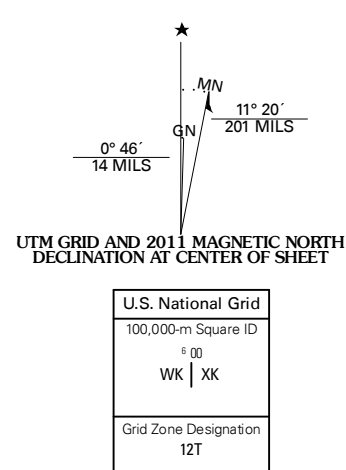 ★
MN
GN
11° 20´
201 MILS
0° 46´
14 MILS
UTM GRID AND 2011 MAGNETIC NORTH
DECLINATION AT CENTER OF SHEET
U.S. National Grid
100,000-m Square ID
6 00
WK XK
Grid Zone Designation
12T